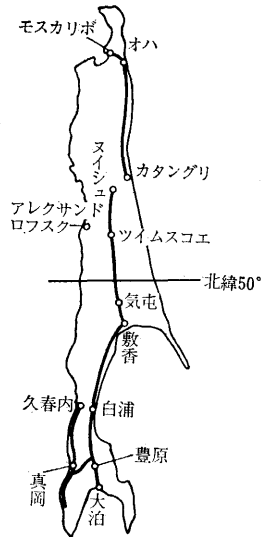 モスカリボ
オハ
カタングリ
ヌイシュ
アレクサンド
ロフスク
ツイムスコエ
北緯50°
気屯
敷香
久春内
白浦
豊原
真岡
大泊